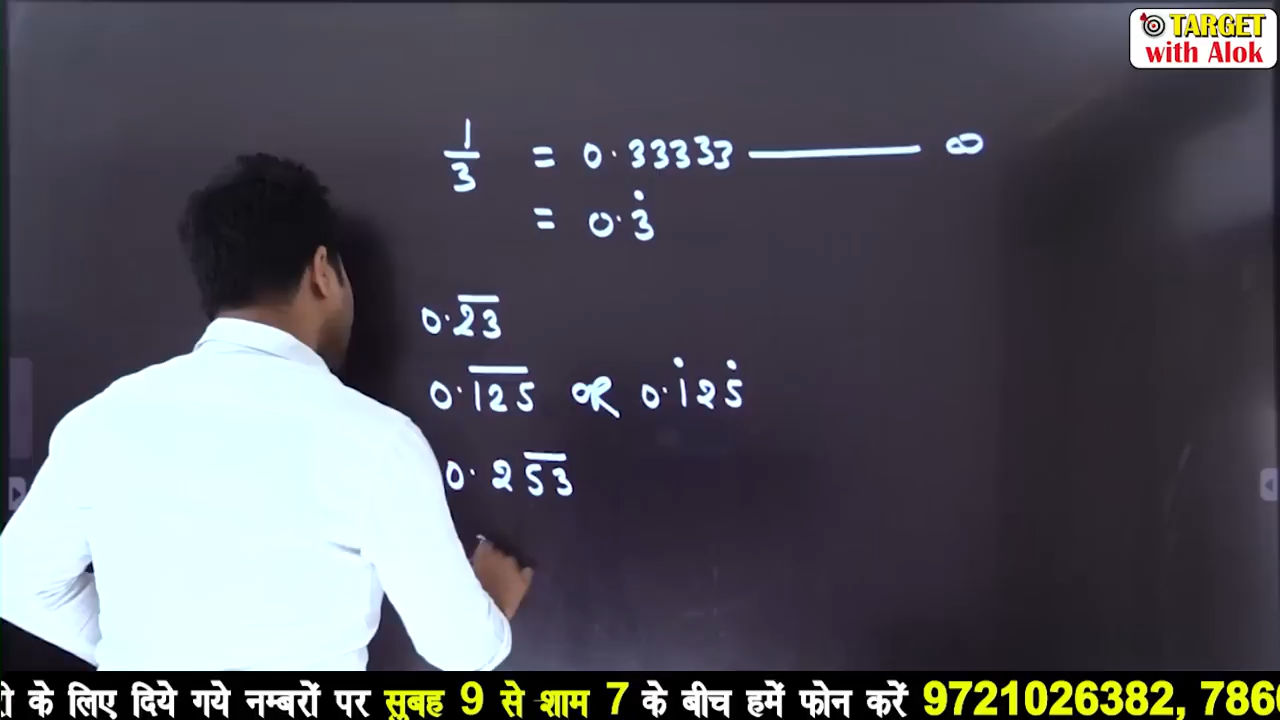 TARGET
with Alok
1/3 = 0.33333 ——— ∞
= 0.3̇
0.2̅3̅
0.1̅2̅5̅ OR 0.1̇25̇
0.25̅3̅
के लिए दिये गये नम्बरों पर सुबह 9 से शाम 7 के बीच हमें फोन करें 9721026382, 786